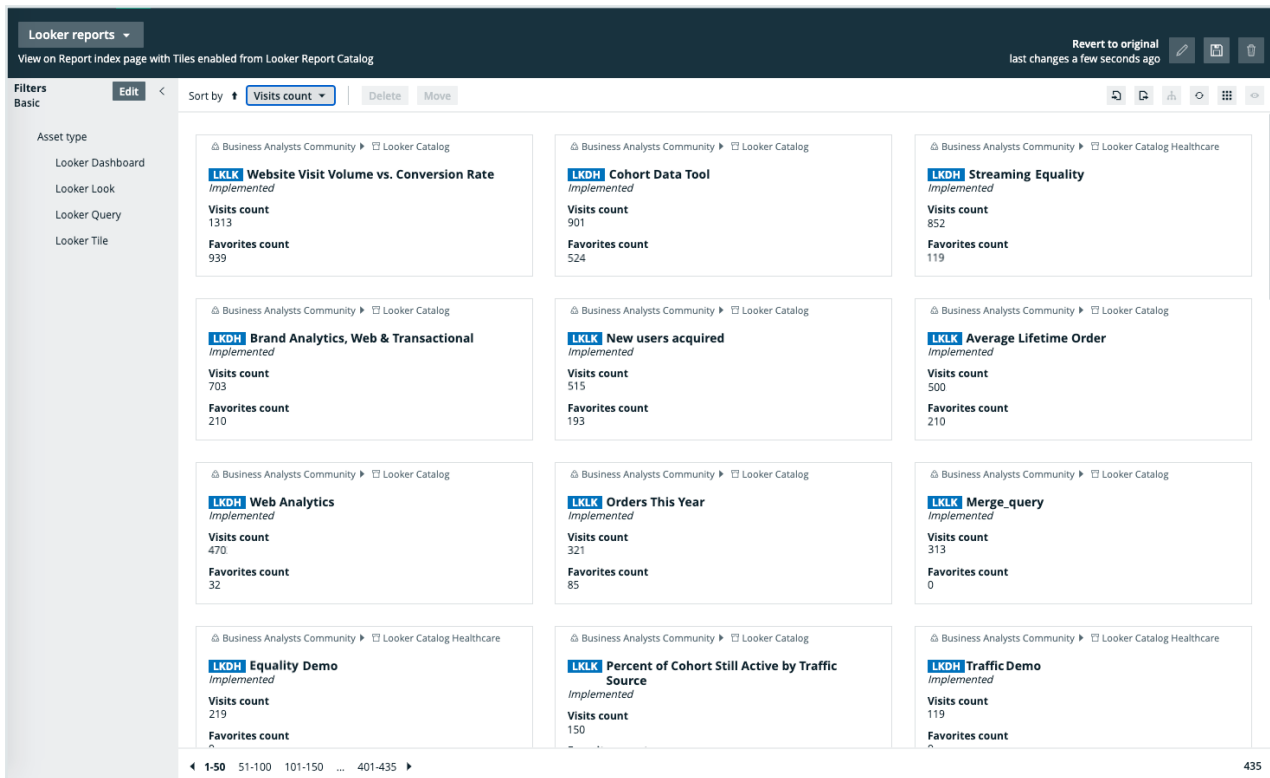 Looker reports
View on Report index page with Tiles enabled from Looker Report Catalog
Revert to original
last changes a few seconds ago
Filters
Basic
Edit
Asset type
Looker Dashboard
Looker Look
Looker Query
Looker Tile
Sort by Visits count Delete Move
Business Analysts Community Looker Catalog
LKLK Website Visit Volume vs. Conversion Rate
Implemented
Visits count
1313
Favorites count
939
Business Analysts Community Looker Catalog
LKDH Cohort Data Tool
Implemented
Visits count
901
Favorites count
524
Business Analysts Community Looker Catalog Healthcare
LKDH Streaming Equality
Implemented
Visits count
852
Favorites count
119
Business Analysts Community Looker Catalog
LKDH Brand Analytics, Web & Transactional
Implemented
Visits count
703
Favorites count
210
Business Analysts Community Looker Catalog
LKLK New users acquired
Implemented
Visits count
515
Favorites count
193
Business Analysts Community Looker Catalog
LKLK Average Lifetime Order
Implemented
Visits count
500
Favorites count
210
Business Analysts Community Looker Catalog
LKDH Web Analytics
Implemented
Visits count
470
Favorites count
32
Business Analysts Community Looker Catalog
LKLK Orders This Year
Implemented
Visits count
321
Favorites count
85
Business Analysts Community Looker Catalog
LKLK Merge_query
Implemented
Visits count
313
Favorites count
0
Business Analysts Community Looker Catalog Healthcare
LKDH Equality Demo
Implemented
Visits count
219
Favorites count
Business Analysts Community Looker Catalog
LKLK Percent of Cohort Still Active by Traffic
Source
Implemented
Visits count
150
Business Analysts Community Looker Catalog Healthcare
LKDH Traffic Demo
Implemented
Visits count
119
Favorites count
1-50 51-100 101-150 ... 401-435
435